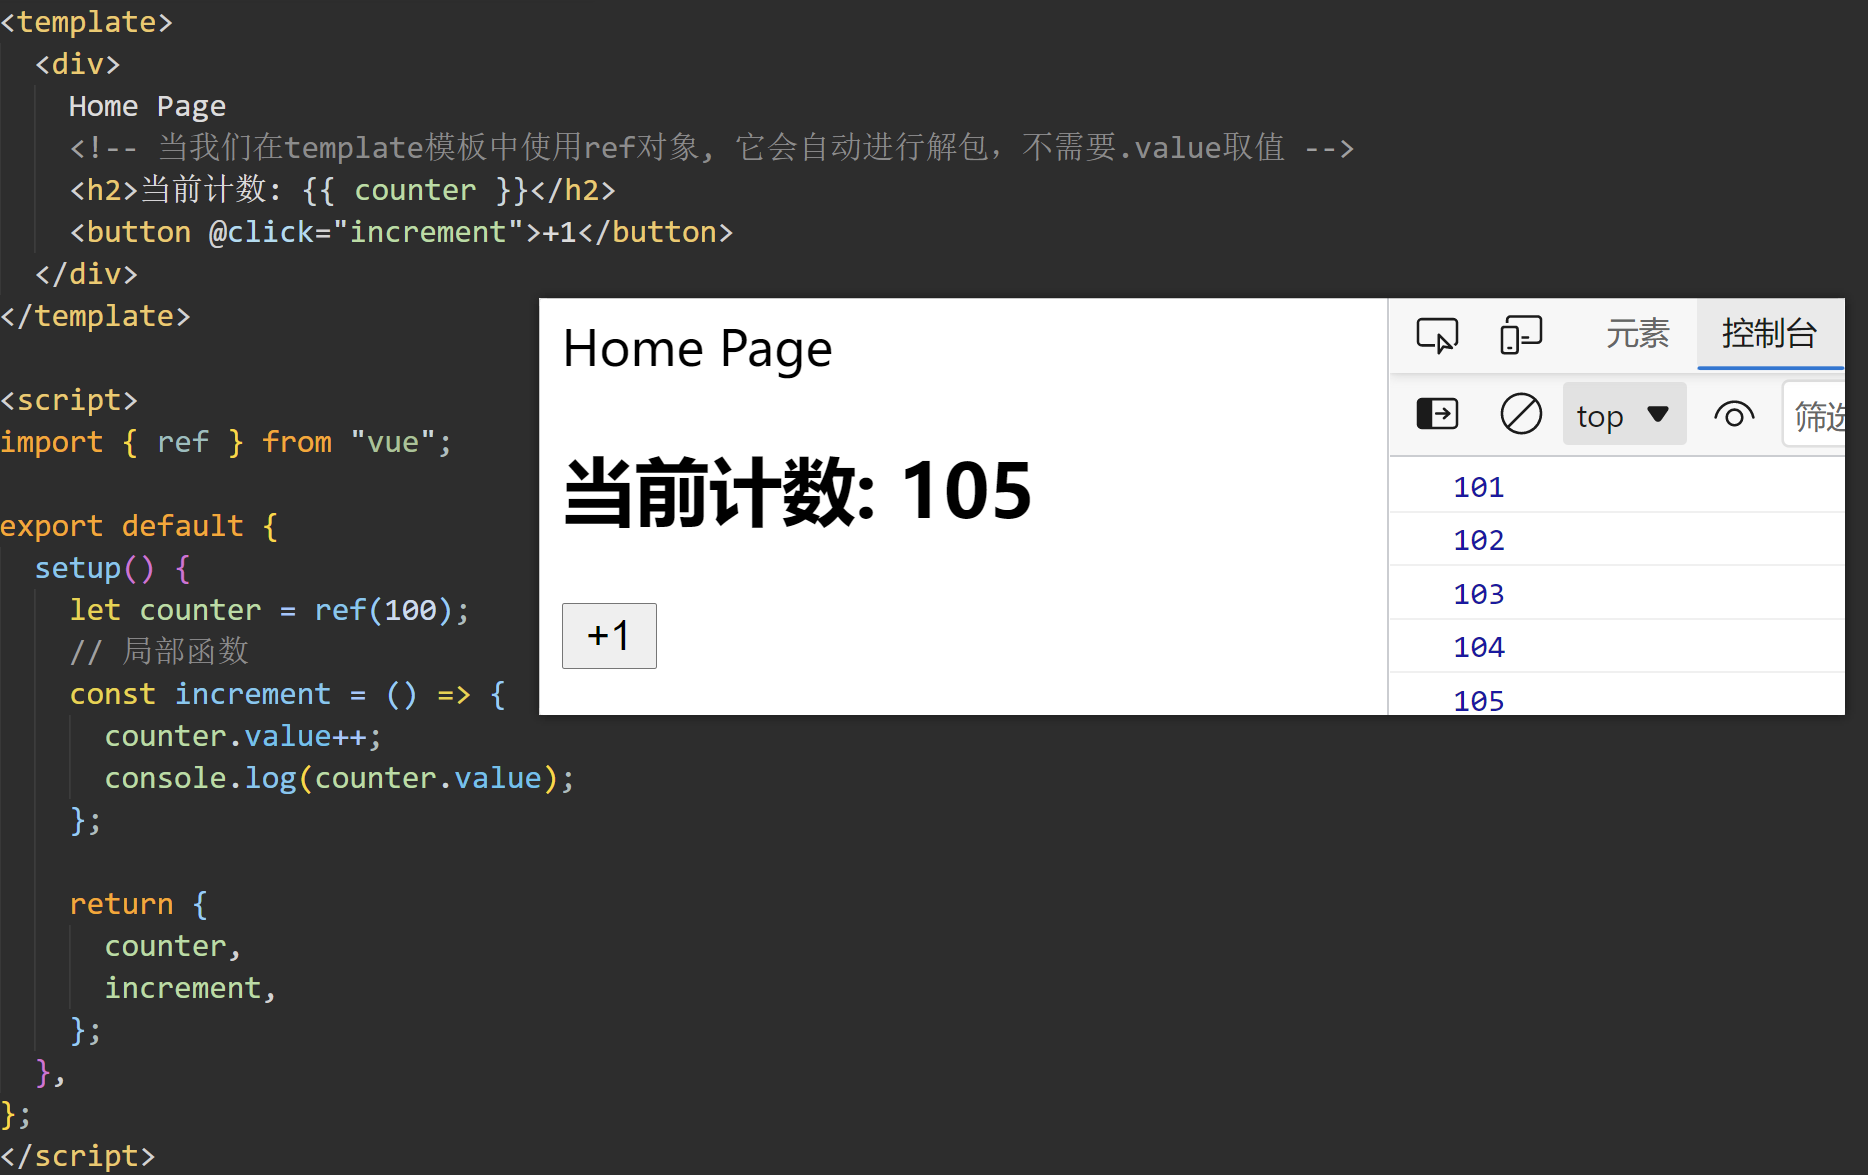 <template>
<div>
Home Page
<!-- 当我们在template模板中使用ref对象, 它会自动进行解包，不需要.value取值 -->
<h2>当前计数: {{ counter }}</h2>
<button @click="increment">+1</button>
</div>
</template>
<script>
import { ref } from "vue";
export default {
setup() {
let counter = ref(100);
// 局部函数
const increment = () => {
counter.value++;
console.log(counter.value);
};
return {
counter,
increment,
};
},
};
</script>
Home Page
当前计数: 105
+1
元素 控制台
top 筛选
101
102
103
104
105